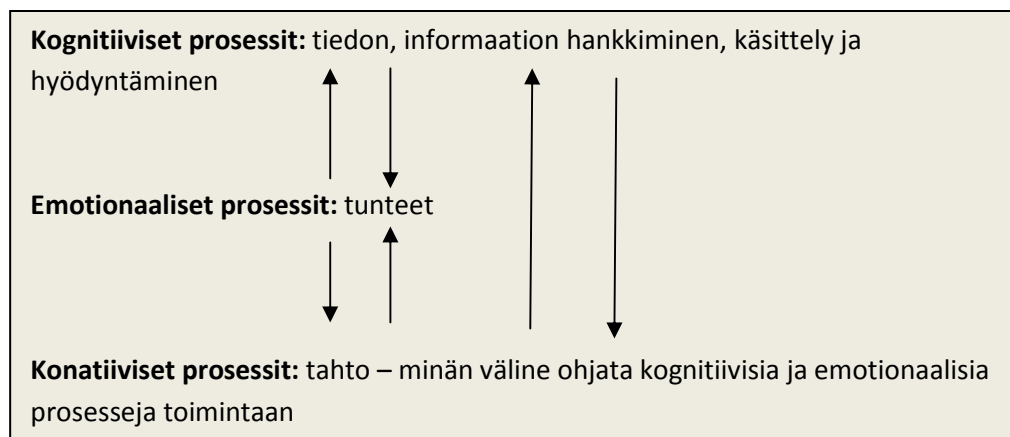 Kognitiiviset prosessit: tiedon, informaation hankkiminen, käsittely ja
hyödyntäminen
Emotionaaliset prosessit: tunteet
Konatiiviset prosessit: tahto – minän väline ohjata kognitiivisia ja emotionaalisia
prosesseja toimintaan